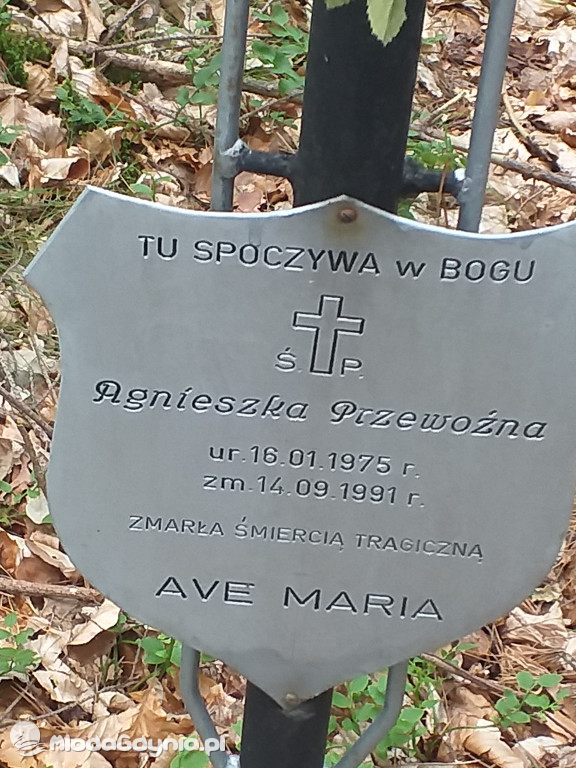 TU SPOCZYWA w BOGU
Ś. P.
Agnieszka Przewoźna
ur. 16.01.1975 r.
zm. 14.09.1991 r.
ZMARŁA ŚMIERCIĄ TRAGICZNĄ
AVE MARIA
MlodaGdynia.pl